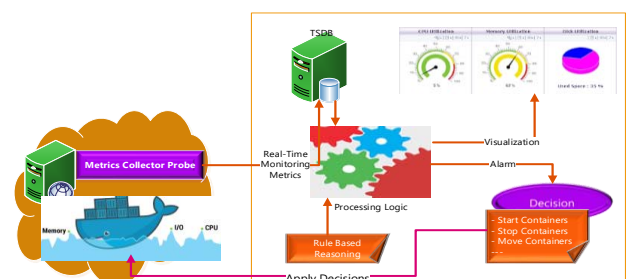 TSDB
CPU Utilization
Memory Utilization
Disk Utilization
Used Space : 35 %
Metrics Collector Probe
Real-Time
Monitoring
Metrics
Visualization
Alarm
Processing Logic
Decision
- Start Containers
- Stop Containers
- Move Containers
---
Rule Based
Reasoning
Memory
I/O
CPU
Apply Decisions